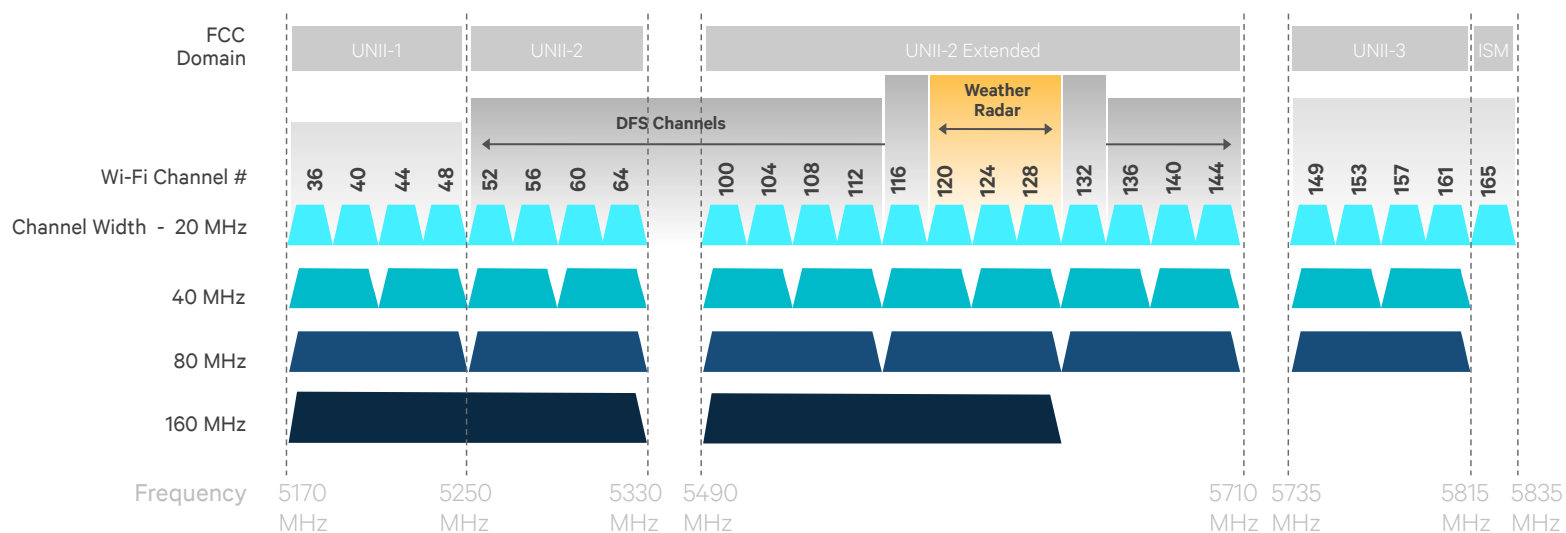 FCC
Domain
UNII-1
UNII-2
UNII-2 Extended
UNII-3
ISM
Weather
Radar
DFS Channels
Wi-Fi Channel #
36
40
44
48
52
56
60
64
100
104
108
112
116
120
124
128
132
136
140
144
149
153
157
161
165
Channel Width - 20 MHz
40 MHz
80 MHz
160 MHz
Frequency
5170
MHz
5250
MHz
5330
MHz
5490
MHz
5710
MHz
5735
MHz
5815
MHz
5835
MHz